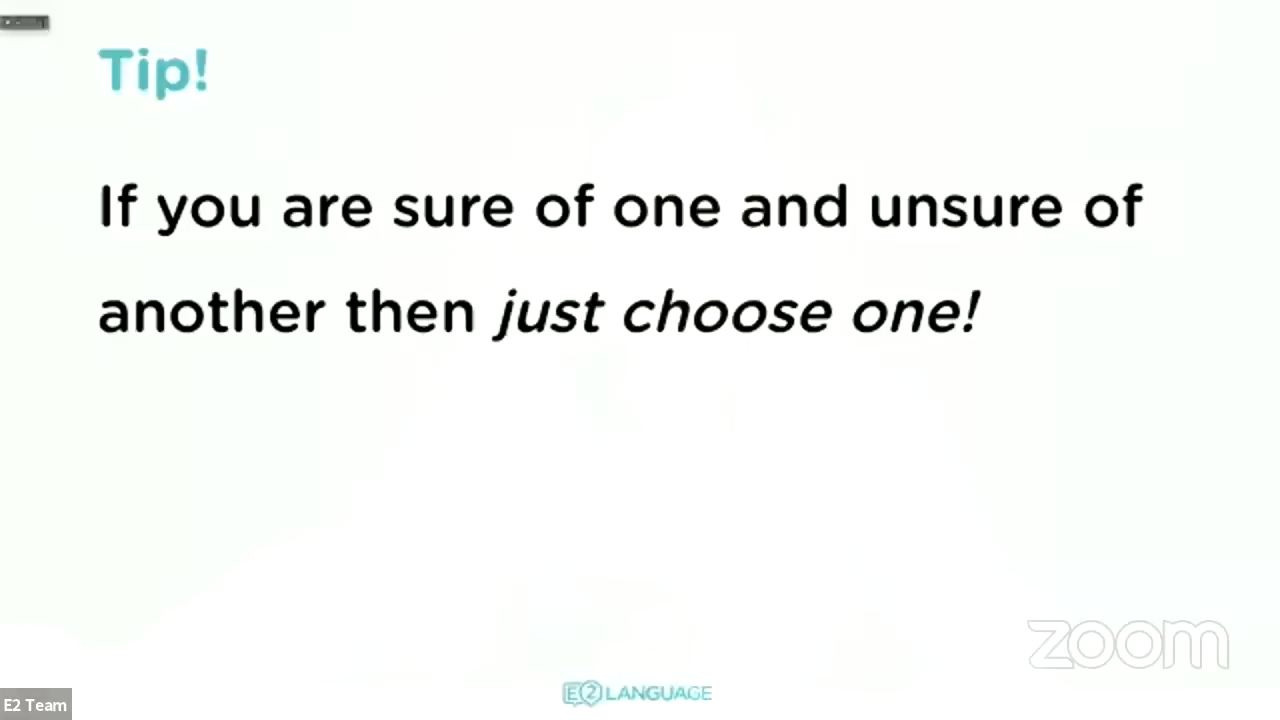 Tip!
If you are sure of one and unsure of
another then just choose one!
zoom
E2 LANGUAGE
E2 Team